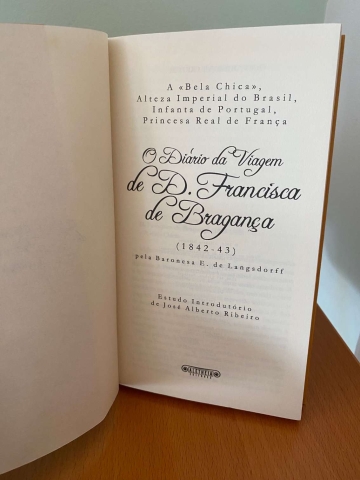 A «Bela Chica»,
Alteza Imperial do Brasil,
Infanta de Portugal,
Princesa Real de França
O Diário da Viagem
de D. Francisca
de Bragança
(1842-43)
pela Baronesa E. de Langsdorff
Estudo Introdutório
de José Alberto Ribeiro